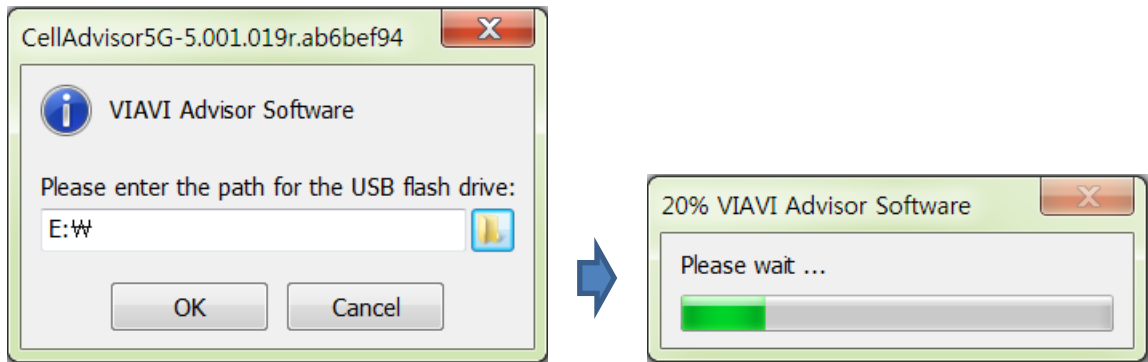 CellAdvisor5G-5.001.019r.ab6bef94
VIAVI Advisor Software
Please enter the path for the USB flash drive:
E:₩
OK
Cancel
20% VIAVI Advisor Software
Please wait ...